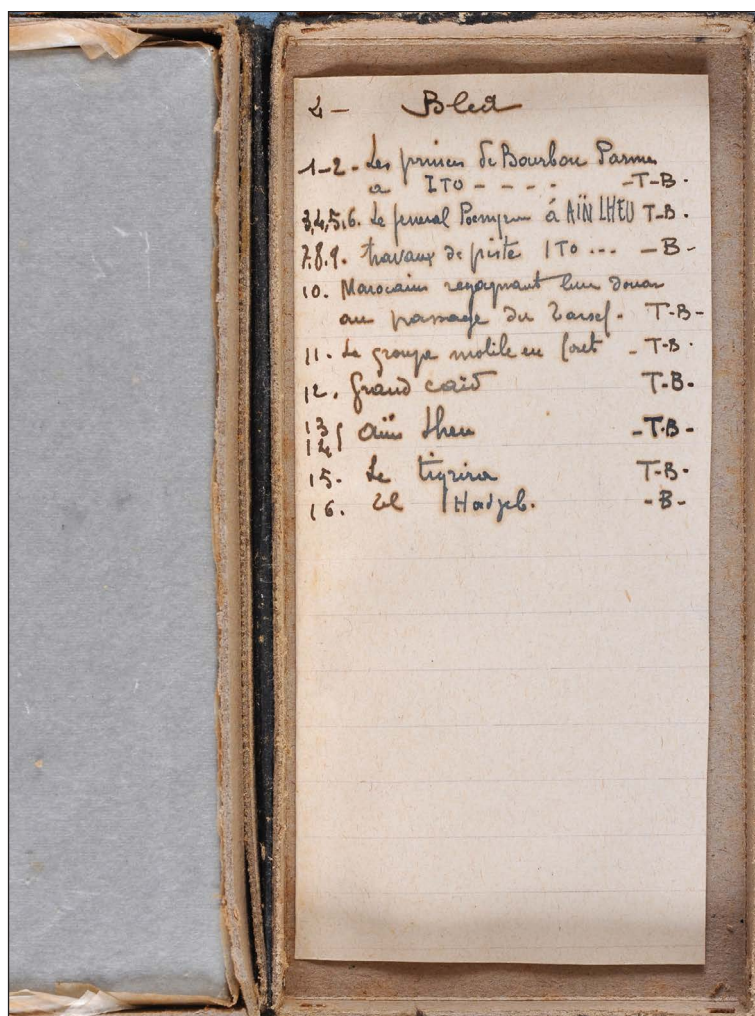 2 - Bled
1-2- Les princes de Bourbon Parme
a ITO - - - - -T-B-
3,4,5,6. Le general Poeymirau á AÏN LHEU T-B.
7.8.9. travaux de piste ITO ... -B-
10. Marocains regagnant leur douar
au passage du T-B-
11. Le groupe mobile en foret - T-B.
12. Grand caïd T-B-
13 aïn Lheu -T-B-
14
15. Le tigrira T-B-
16. El Hadjeb. -B-